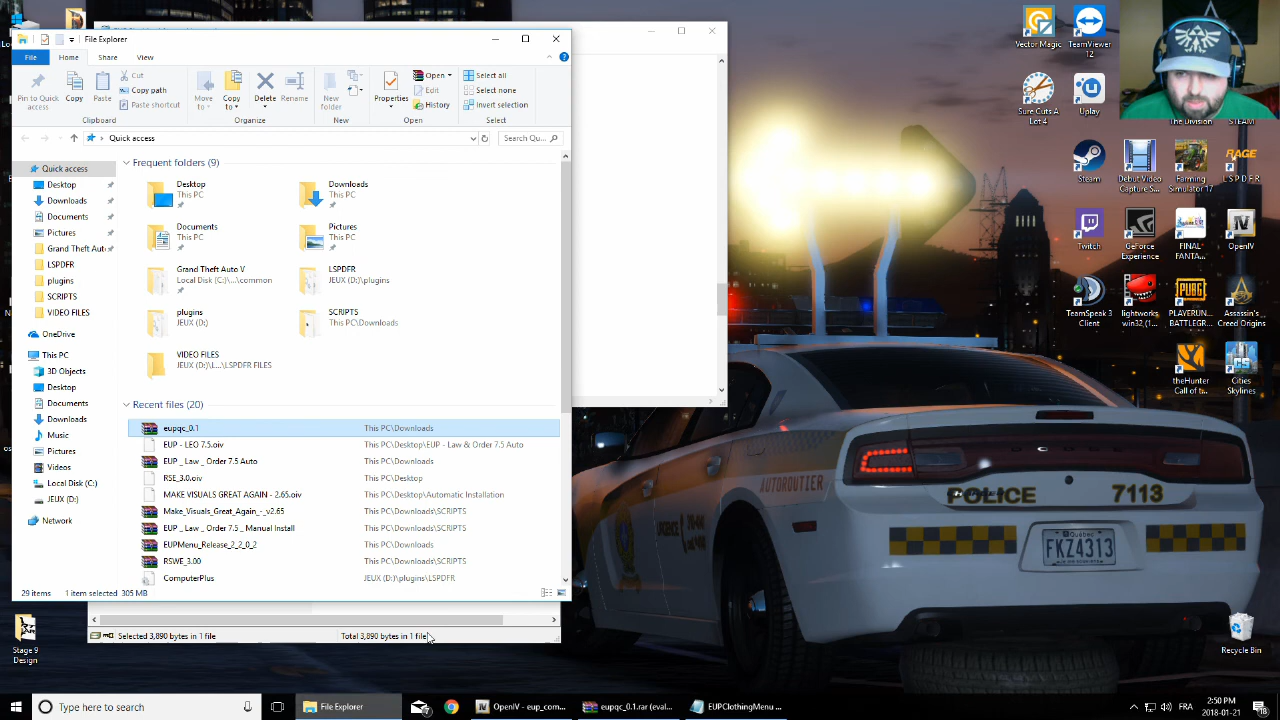 File Explorer
File
Home
Share
View
Pin to Quick access
Copy
Paste
Cut
Copy path
Paste shortcut
Clipboard
Move to
Copy to
Delete
Rename
Organize
New folder
New
Properties
Open
Edit
History
Open
Select all
Select none
Invert selection
Select
Quick access
Search Qu...
Quick access
Desktop
Downloads
Documents
Pictures
Grand Theft Aut
LSPDFR
plugins
SCRIPTS
VIDEO FILES
OneDrive
This PC
3D Objects
Desktop
Documents
Downloads
Music
Pictures
Videos
Local Disk (C:)
JEUX (D:)
Network
Frequent folders (9)
Desktop
This PC
Downloads
This PC
Documents
This PC
Pictures
This PC
Grand Theft Auto V
Local Disk (C:)\...\common
LSPDFR
JEUX (D:)\plugins
plugins
JEUX (D:)
SCRIPTS
This PC\Downloads
VIDEO FILES
JEUX (D:)\L...\LSPDFR FILES
Recent files (20)
eupqc_0.1 This PC\Downloads
EUP - LEO 7.5.oiv This PC\Desktop\EUP - Law & Order 7.5 Auto
EUP _ Law _ Order 7.5 Auto This PC\Downloads
RSE_3.0.oiv This PC\Desktop
MAKE VISUALS GREAT AGAIN - 2.65.oiv This PC\Desktop\Automatic Installation
Make_Visuals_Great_Again_-_v2.65 This PC\Downloads\SCRIPTS
EUP _ Law _ Order 7.5 _ Manual Install This PC\Downloads\SCRIPTS
EUPMenu_Release_2_2_0_2 This PC\Downloads
RSWE_3.00 This PC\Downloads\SCRIPTS
ComputerPlus JEUX (D:)\plugins\LSPDFR
29 items 1 item selected 305 MB
Selected 3,890 bytes in 1 file
Total 3,890 bytes in 1 file
Stage 9 Design
Vector Magic
TeamViewer 12
Sure Cuts A Lot 4
Uplay
The Division
STEAM
Steam
Debut Video Capture S...
Farming Simulator 17
RAGE
L S P D F R
Twitch
GeForce Experience
FINAL FANTA...
OpenIV
TeamSpeak 3 Client
lightworks win32,(1...
PUBG
PLAYERUN... BATTLEGR...
Assassin's Creed Origins
theHunter Call of t...
Cities Skylines
AUTOROUTIER
URGENCE
DODGE
POLICE
7113
Québec
FKZ4313
Recycle Bin
Type here to search
File Explorer
OpenIV - eup_com...
eupqc_0.1.rar (eval...
EUPClothingMenu ...
FRA
2:50 PM
2018-01-21
18